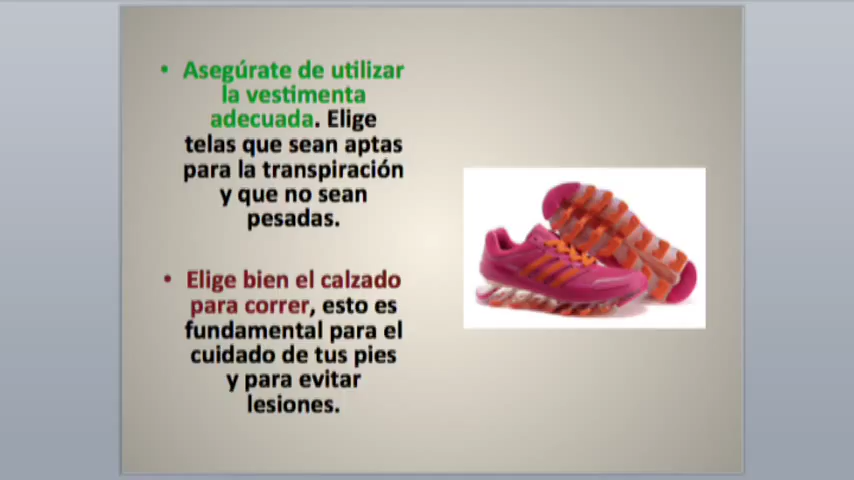 • Asegúrate de utilizar
la vestimenta
adecuada. Elige
telas que sean aptas
para la transpiración
y que no sean
pesadas.
• Elige bien el calzado
para correr, esto es
fundamental para el
cuidado de tus pies
y para evitar
lesiones.